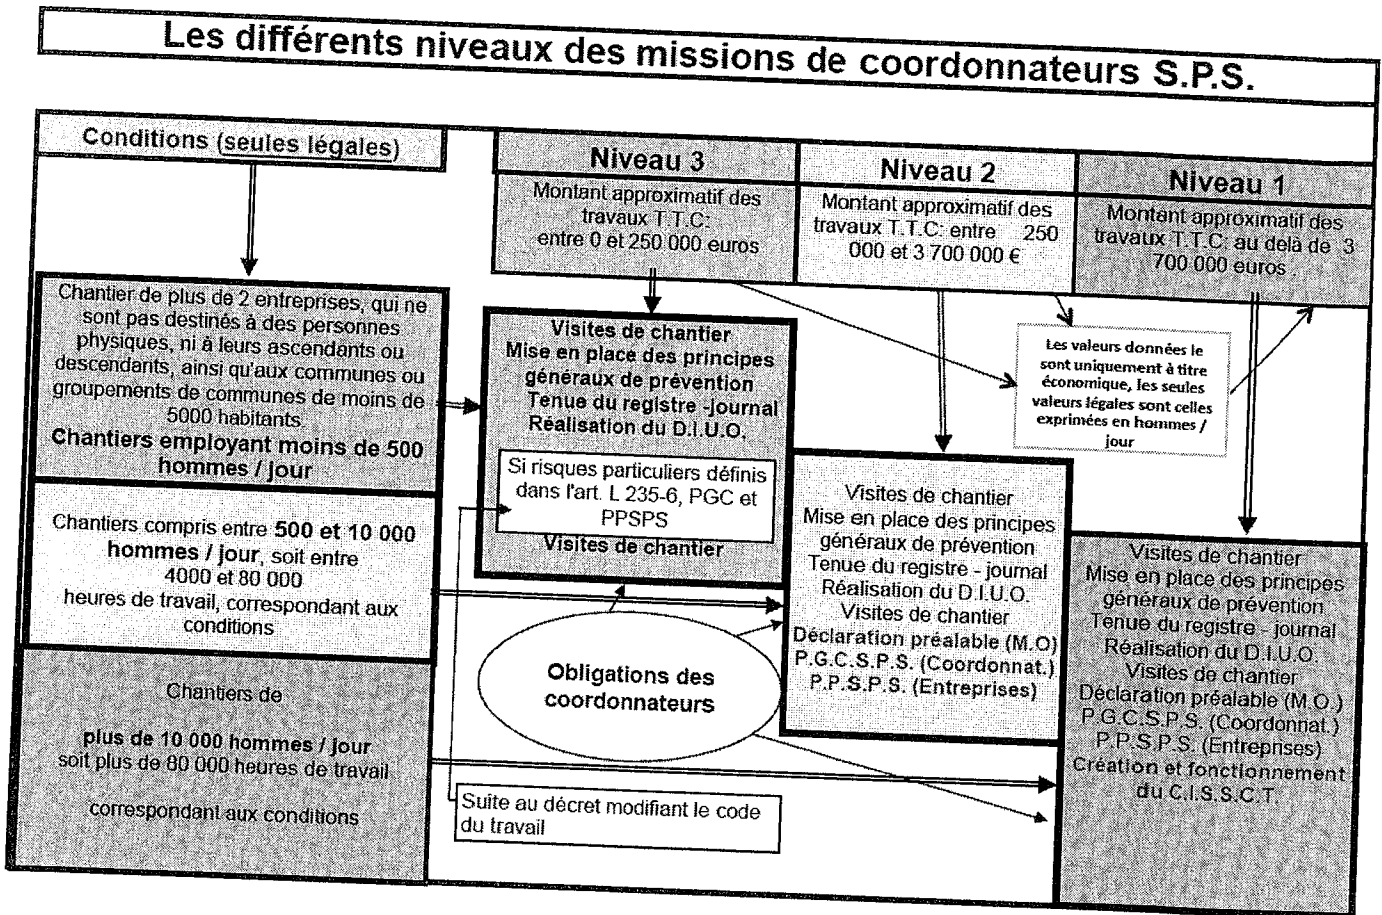 Les différents niveaux des missions de coordonnateurs S.P.S.
Conditions (seules légales)
Niveau 3
Montant approximatif des
travaux T.T.C:
entre 0 et 250 000 euros
Niveau 2
Montant approximatif des
travaux T.T.C: entre 250
000 et 3 700 000 €
Niveau 1
Montant approximatif des
travaux T.T.C: au delà de 3
700 000 euros .
Chantier de plus de 2 entreprises, qui ne
sont pas destinés à des personnes
physiques, ni à leurs ascendants ou
descendants, ainsi qu'aux communes ou
groupements de communes de moins de
5000 habitants.
Chantiers employant moins de 500
hommes / jour
Visites de chantier
Mise en place des principes
généraux de prévention
Tenue du registre -journal
Réalisation du D.I.U.O.
Si risques particuliers définis
dans l'art. L 235-6, PGC et
PPSPS
Visites de chantier
Les valeurs données le
sont uniquement à titre
économique, les seules
valeurs légales sont celles
exprimées en hommes /
jour
Chantiers compris entre 500 et 10 000
hommes / jour, soit entre
4000 et 80 000
heures de travail, correspondant aux
conditions
Visites de chantier
Mise en place des principes
généraux de prévention
Tenue du registre - journal
Réalisation du D.I.U.O.
Visites de chantier
Déclaration préalable (M.O)
P.G.C.S.P.S. (Coordonnat.)
P.P.S.P.S. (Entreprises)
Visites de chantier
Mise en place des principes
généraux de prévention
Tenue du registre - journal
Réalisation du D.I.U.O.
Visites de chantier
Déclaration préalable (M.O.)
P.G.C.S.P.S. (Coordonnat.)
P.P.S.P.S. (Entreprises)
Création et fonctionnement
du C.I.S.S.C.T.
Obligations des
coordonnateurs
Chantiers de
plus de 10 000 hommes / jour
soit plus de 80 000 heures de travail
correspondant aux conditions
Suite au décret modifiant le code
du travail